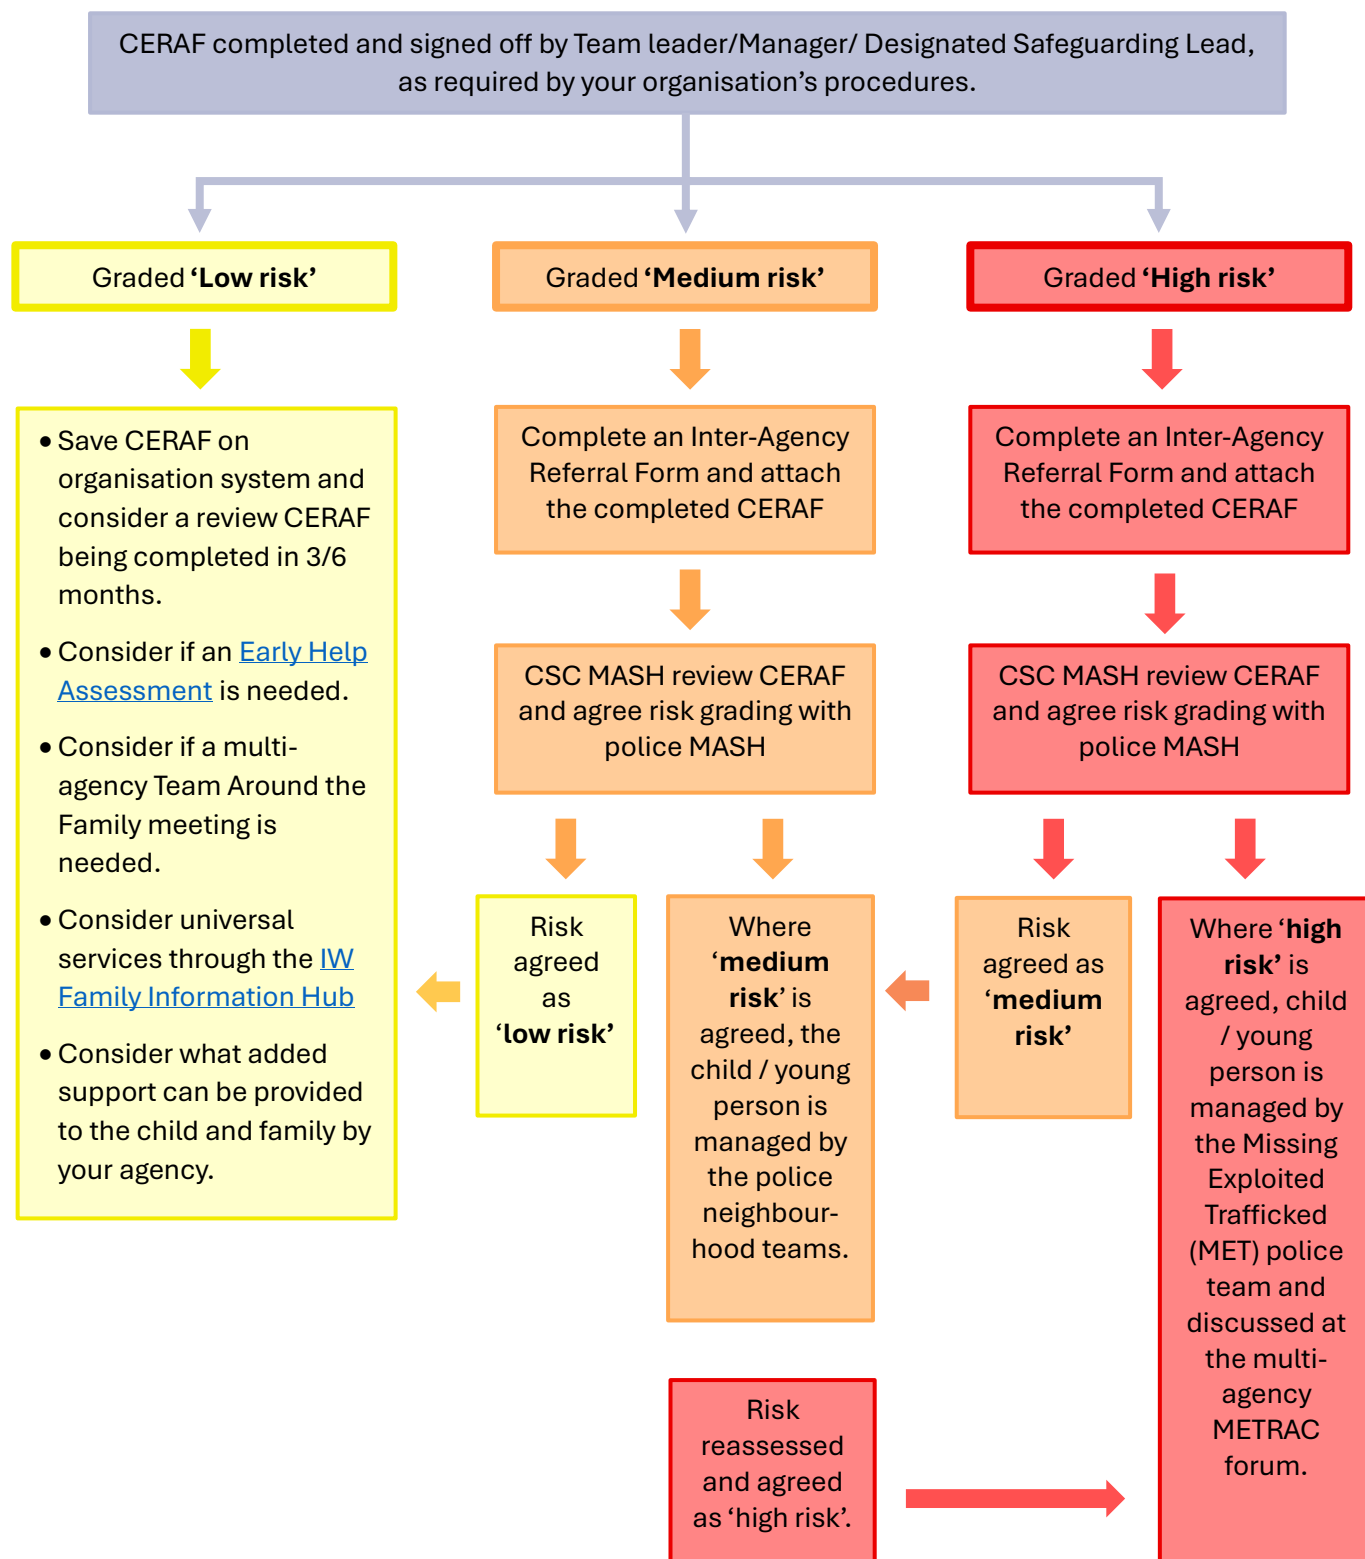 CERAF completed and signed off by Team leader/Manager/ Designated Safeguarding Lead,
as required by your organisation’s procedures.
Graded ‘Low risk’
Graded ‘Medium risk’
Graded ‘High risk’
• Save CERAF on
organisation system and
consider a review CERAF
being completed in 3/6
months.
• Consider if an Early Help
Assessment is needed.
• Consider if a multi-
agency Team Around the
Family meeting is
needed.
• Consider universal
services through the IW
Family Information Hub
• Consider what added
support can be provided
to the child and family by
your agency.
Complete an Inter-Agency
Referral Form and attach
the completed CERAF
CSC MASH review CERAF
and agree risk grading with
police MASH
Risk
agreed
as
‘low risk’
Where
‘medium
risk’ is
agreed, the
child / young
person is
managed by
the police
neighbour-
hood teams.
Complete an Inter-Agency
Referral Form and attach
the completed CERAF
CSC MASH review CERAF
and agree risk grading with
police MASH
Risk
agreed as
‘medium
risk’
Where ‘high
risk’ is
agreed, child
/ young
person is
managed by
the Missing
Exploited
Trafficked
(MET) police
team and
discussed at
the multi-
agency
METRAC
forum.
Risk
reassessed
and agreed
as ‘high risk’.